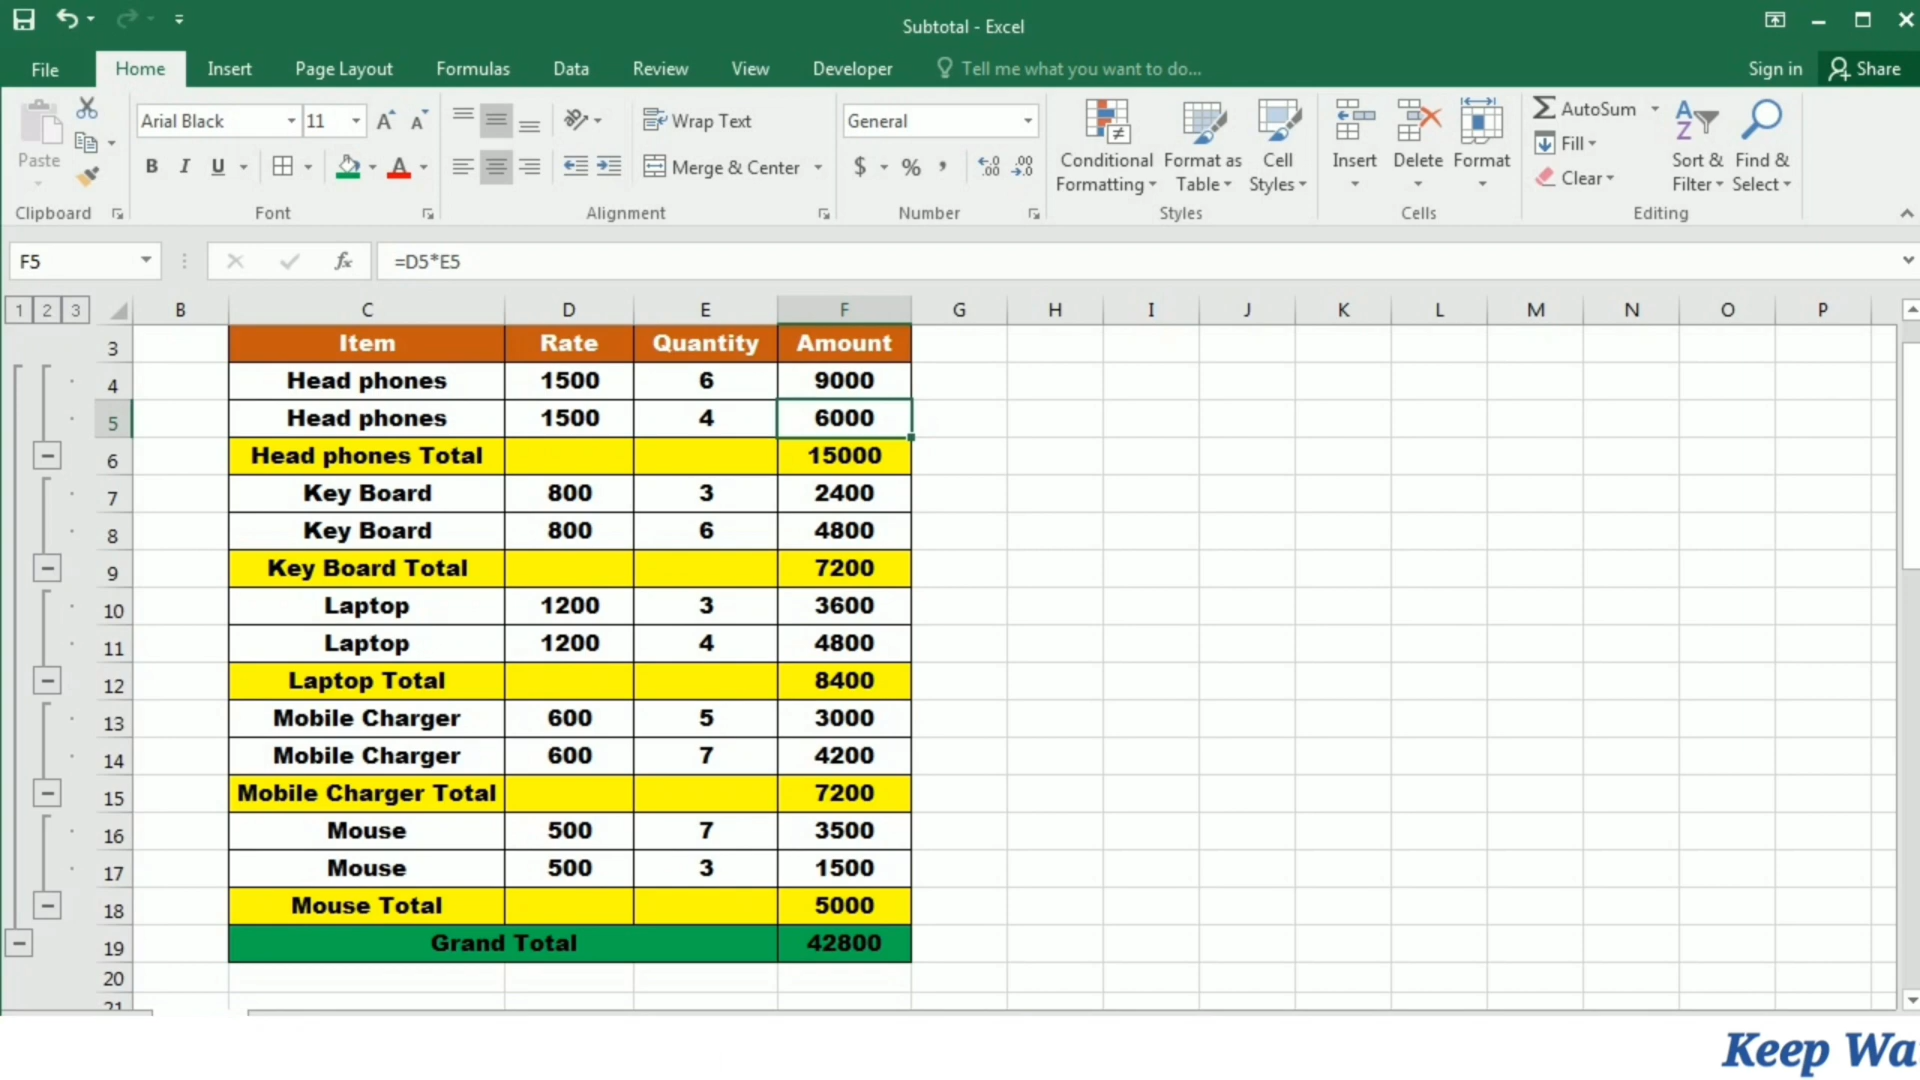 Subtotal - Excel
File Home Insert Page Layout Formulas Data Review View Developer Tell me what you want to do... Sign in Share
Arial Black 11 Wrap Text General AutoSum
Paste B I U A Merge & Center $ % , Conditional Formatting Format as Table Cell Styles Insert Delete Format Fill Clear Sort & Filter Find & Select
Clipboard Font Alignment Number Styles Cells Editing
F5 fx =D5*E5
1 2 3 B C D E F G H I J K L M N O P
3 Item Rate Quantity Amount
4 Head phones 1500 6 9000
5 Head phones 1500 4 6000
6 Head phones Total 15000
7 Key Board 800 3 2400
8 Key Board 800 6 4800
9 Key Board Total 7200
10 Laptop 1200 3 3600
11 Laptop 1200 4 4800
12 Laptop Total 8400
13 Mobile Charger 600 5 3000
14 Mobile Charger 600 7 4200
15 Mobile Charger Total 7200
16 Mouse 500 7 3500
17 Mouse 500 3 1500
18 Mouse Total 5000
19 Grand Total 42800
20
21
Keep Wa